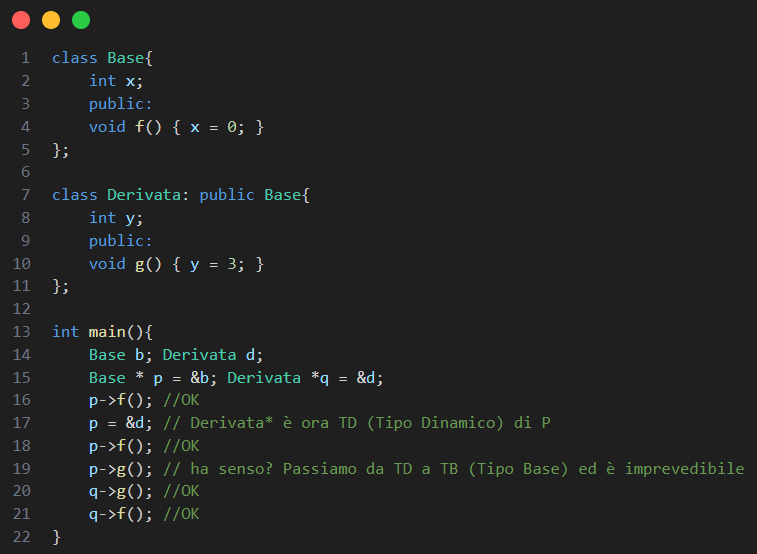 1 class Base{
2     int x;
3     public:
4     void f() { x = 0; }
5 };
6
7 class Derivata: public Base{
8     int y;
9     public:
10     void g() { y = 3; }
11 };
12
13 int main(){
14     Base b; Derivata d;
15     Base * p = &b; Derivata *q = &d;
16     p->f(); //OK
17     p = &d; // Derivata* è ora TD (Tipo Dinamico) di P
18     p->f(); //OK
19     p->g(); // ha senso? Passiamo da TD a TB (Tipo Base) ed è imprevedibile
20     q->g(); //OK
21     q->f(); //OK
22 }